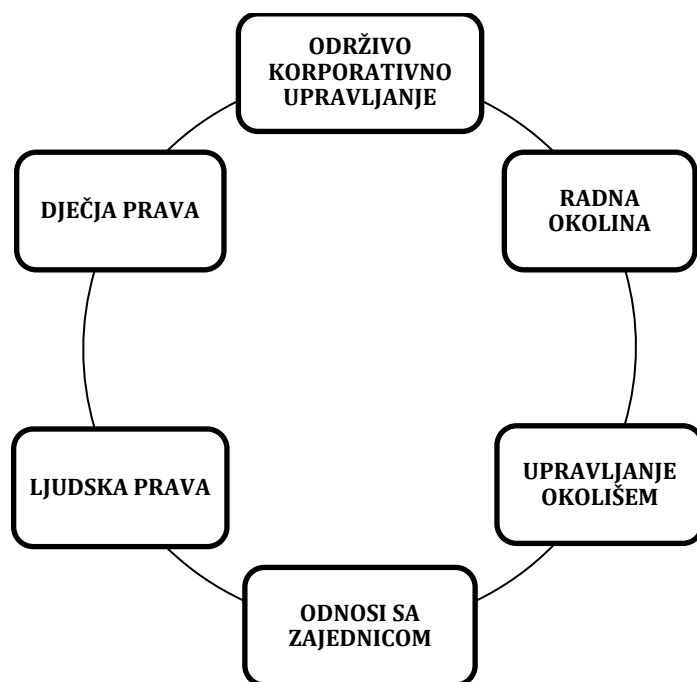 ODRŽIVO
KORPORATIVNO
UPRAVLJANJE
RADNA
OKOLINA
UPRAVLJANJE
OKOLIŠEM
ODNOSI SA
ZAJEDNICOM
LJUDSKA PRAVA
DJEČJA PRAVA